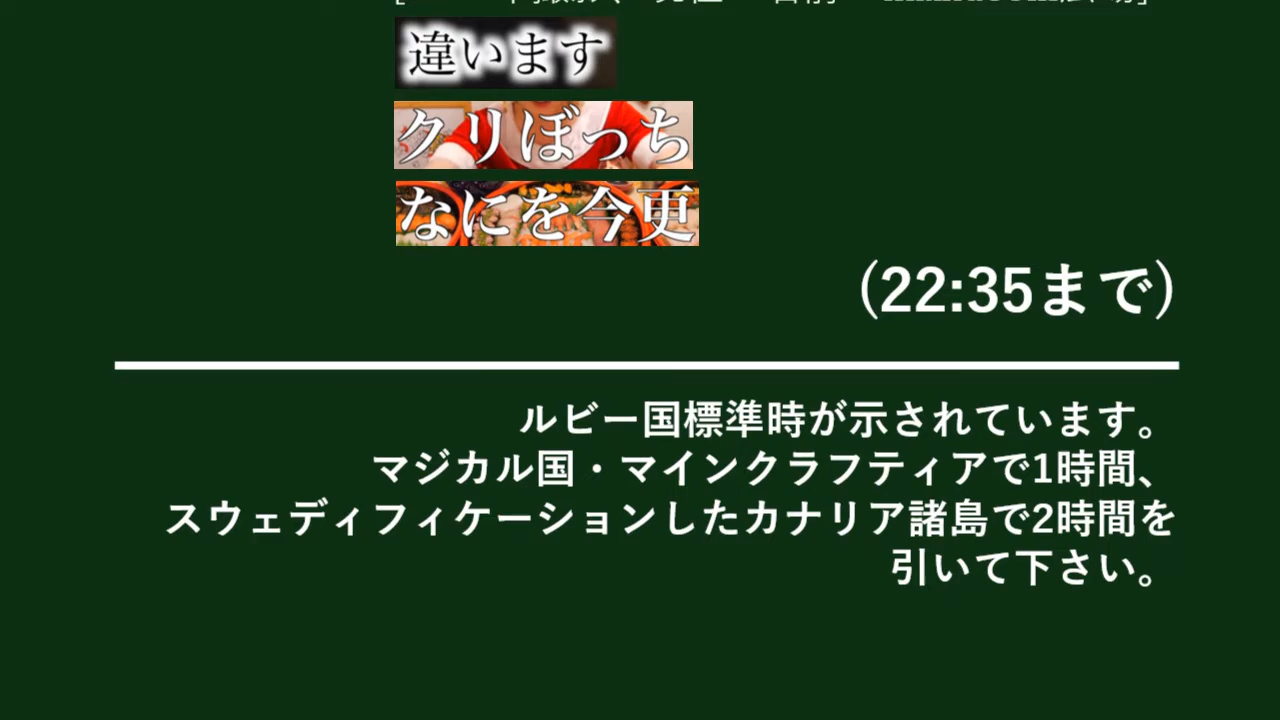 違います
クリぼっち
なにを今更
(22:35まで)
ルビー国標準時が示されています。
マジカル国・マインクラフティアで1時間、
スウェディフィケーションしたカナリア諸島で2時間を
引いて下さい。